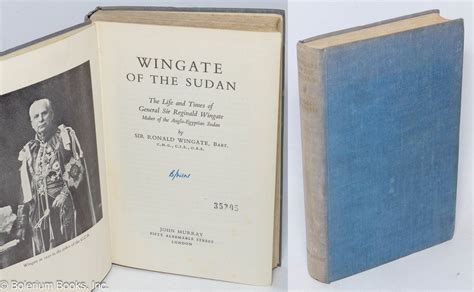 WINGATE
OF THE SUDAN
The Life and Times of
General Sir Reginald Wingate
Maker of the Anglo-Egyptian Sudan
by
SIR RONALD WINGATE, BART.
C.M.G., C.I.E., O.B.E.
35205
JOHN MURRAY
FIFTY ALBEMARLE STREET
LONDON
© Bolerium Books, Inc.